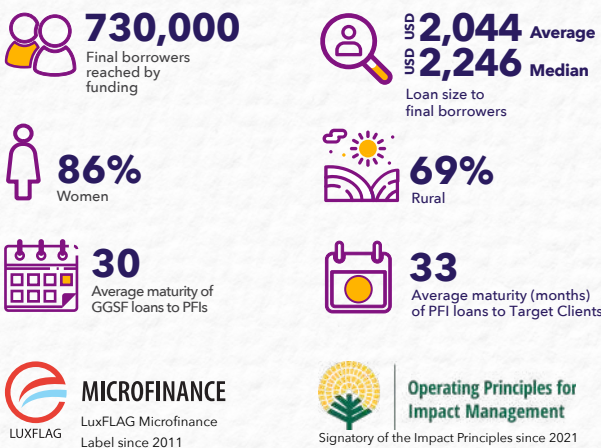 730,000
Final borrowers
reached by
funding
USD 2,044 Average
USD 2,246 Median
Loan size to
final borrowers
86%
Women
69%
Rural
30
Average maturity of
GGSF loans to PFIs
33
Average maturity (months)
of PFI loans to Target Clients
LUXFLAG
MICROFINANCE
LuxFLAG Microfinance
Label since 2011
Operating Principles for
Impact Management
Signatory of the Impact Principles since 2021